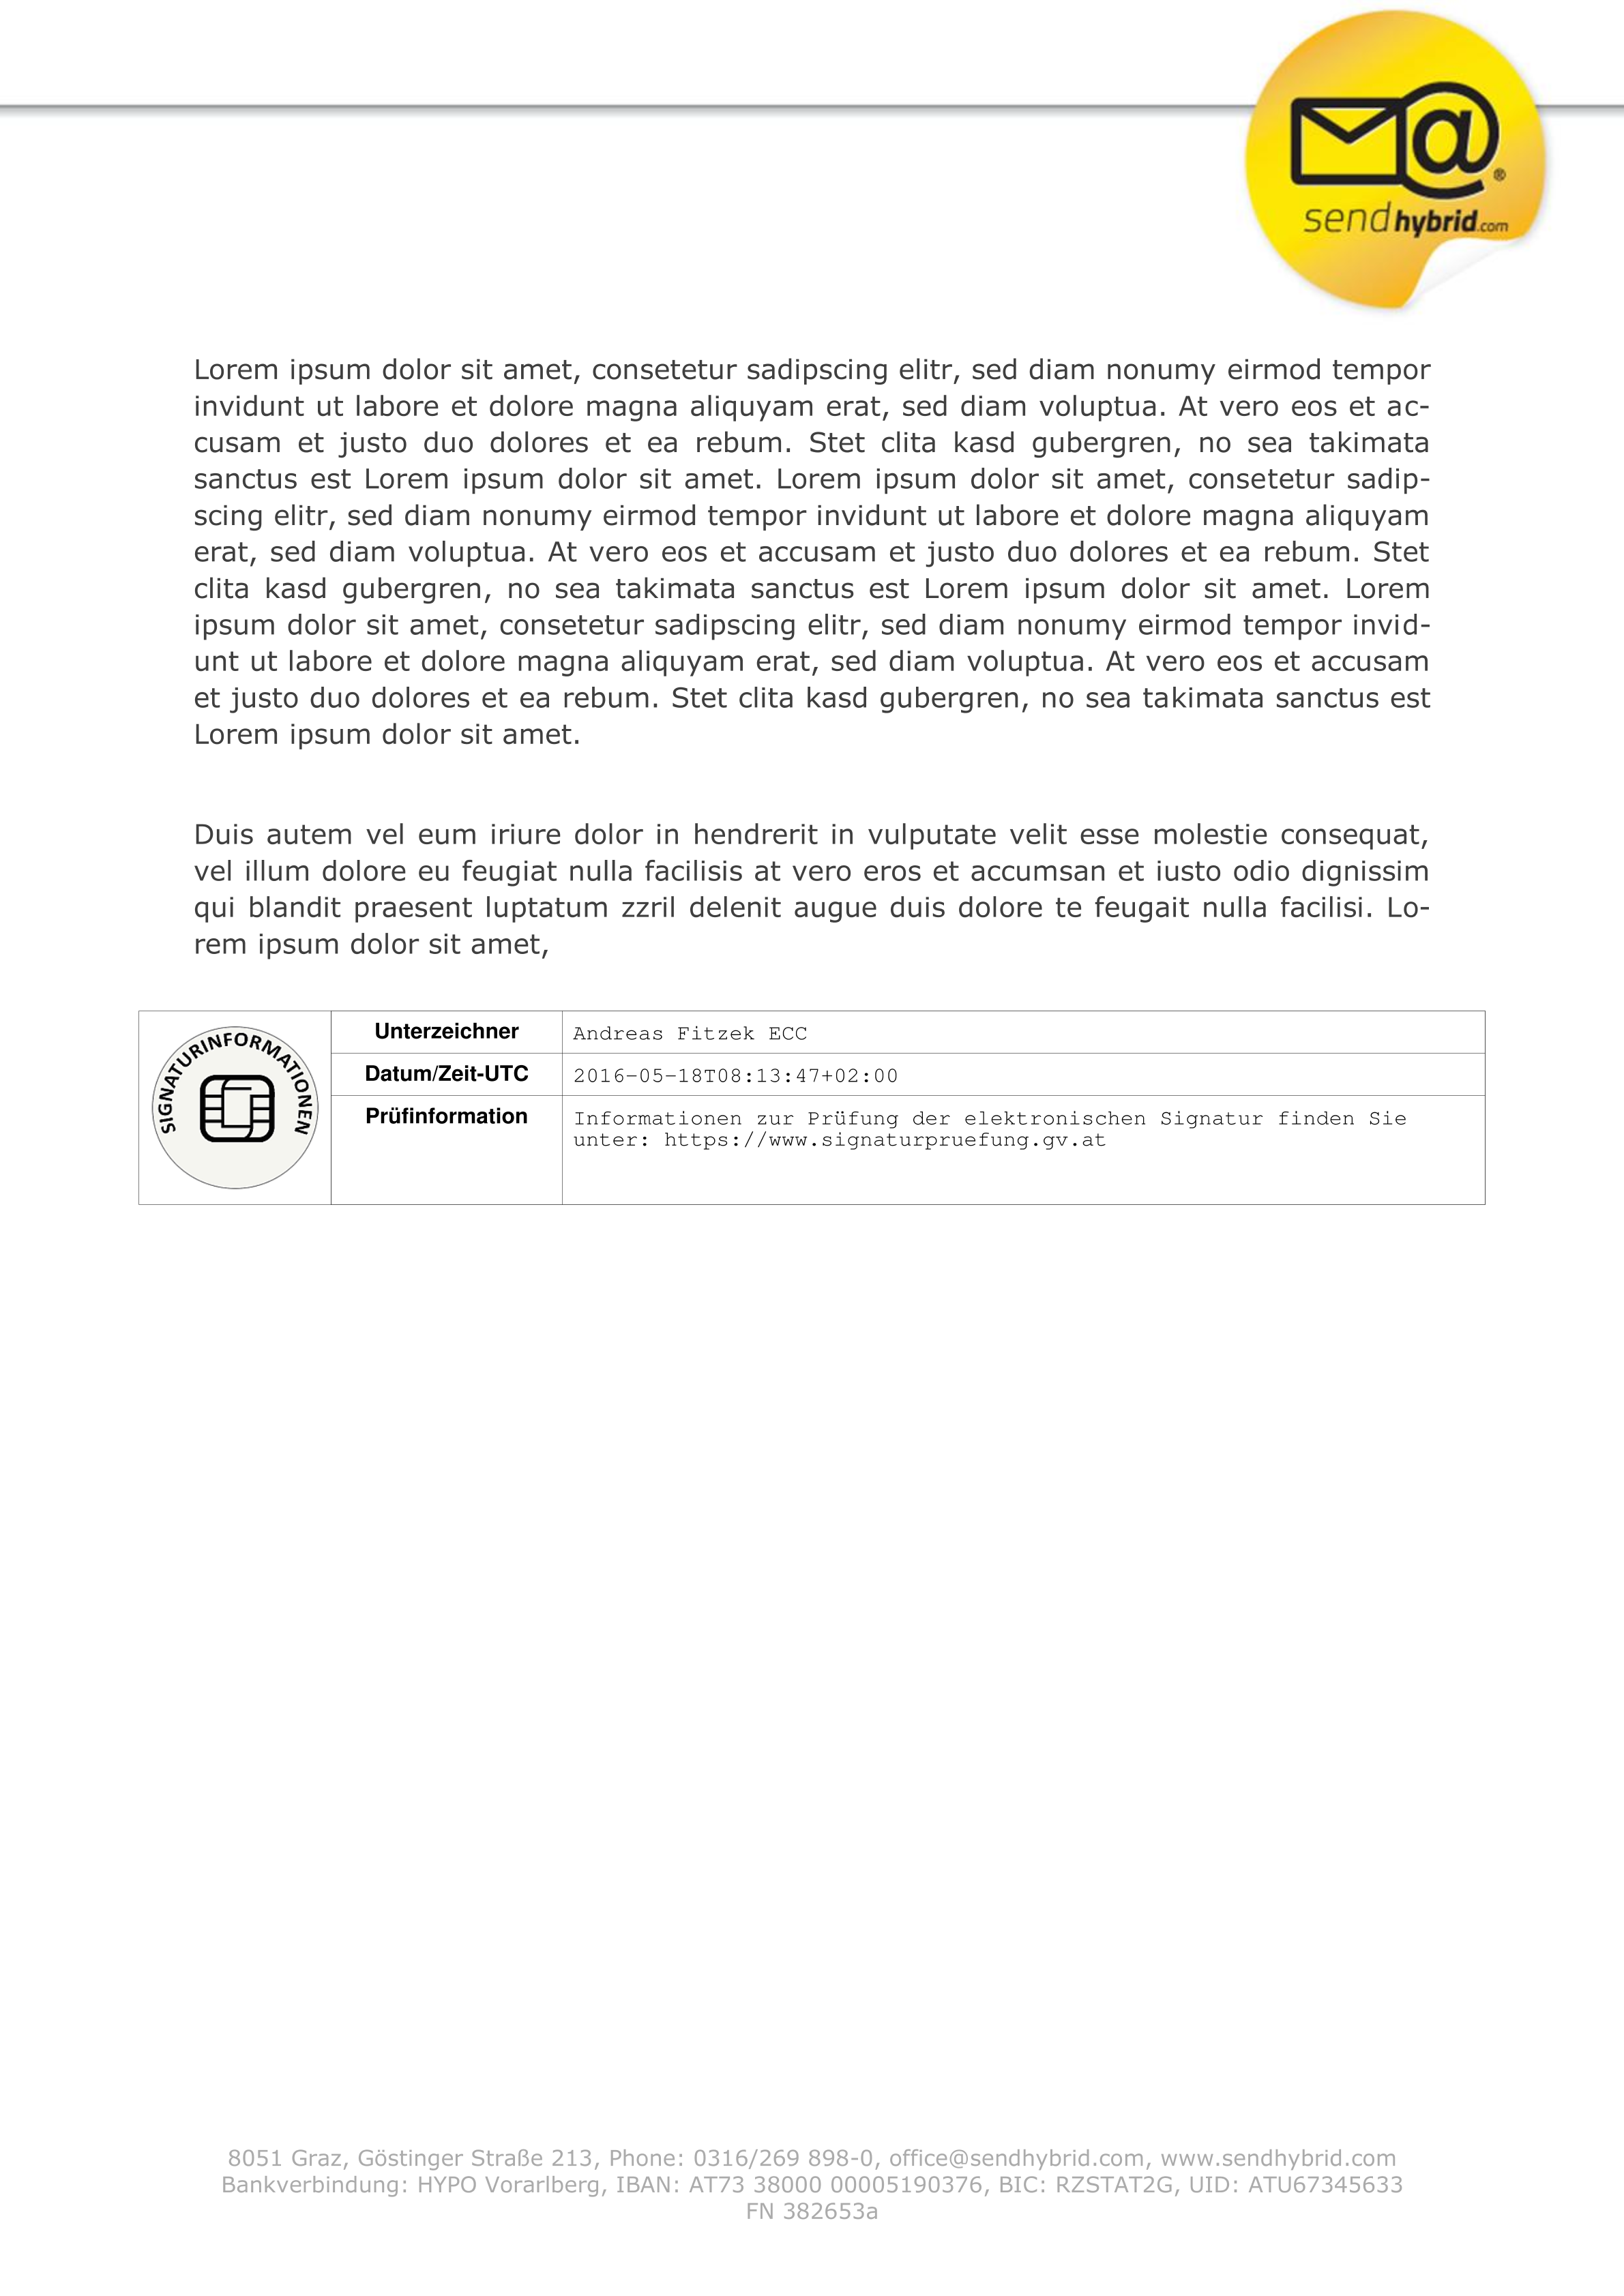 @®
sendhybrid.com
Lorem ipsum dolor sit amet, consetetur sadipscing elitr, sed diam nonumy eirmod tempor
invidunt ut labore et dolore magna aliquyam erat, sed diam voluptua. At vero eos et ac-
cusam et justo duo dolores et ea rebum. Stet clita kasd gubergren, no sea takimata
sanctus est Lorem ipsum dolor sit amet. Lorem ipsum dolor sit amet, consetetur sadip-
scing elitr, sed diam nonumy eirmod tempor invidunt ut labore et dolore magna aliquyam
erat, sed diam voluptua. At vero eos et accusam et justo duo dolores et ea rebum. Stet
clita kasd gubergren, no sea takimata sanctus est Lorem ipsum dolor sit amet. Lorem
ipsum dolor sit amet, consetetur sadipscing elitr, sed diam nonumy eirmod tempor invid-
unt ut labore et dolore magna aliquyam erat, sed diam voluptua. At vero eos et accusam
et justo duo dolores et ea rebum. Stet clita kasd gubergren, no sea takimata sanctus est
Lorem ipsum dolor sit amet.
Duis autem vel eum iriure dolor in hendrerit in vulputate velit esse molestie consequat,
vel illum dolore eu feugiat nulla facilisis at vero eros et accumsan et iusto odio dignissim
qui blandit praesent luptatum zzril delenit augue duis dolore te feugait nulla facilisi. Lo-
rem ipsum dolor sit amet,
SIGNATURINFORMATIONEN
Unterzeichner Andreas Fitzek ECC
Datum/Zeit-UTC 2016-05-18T08:13:47+02:00
Prüfinformation Informationen zur Prüfung der elektronischen Signatur finden Sie
unter: https://www.signaturpruefung.gv.at
8051 Graz, Göstinger Straße 213, Phone: 0316/269 898-0, office@sendhybrid.com, www.sendhybrid.com
Bankverbindung: HYPO Vorarlberg, IBAN: AT73 38000 00005190376, BIC: RZSTAT2G, UID: ATU67345633
FN 382653a